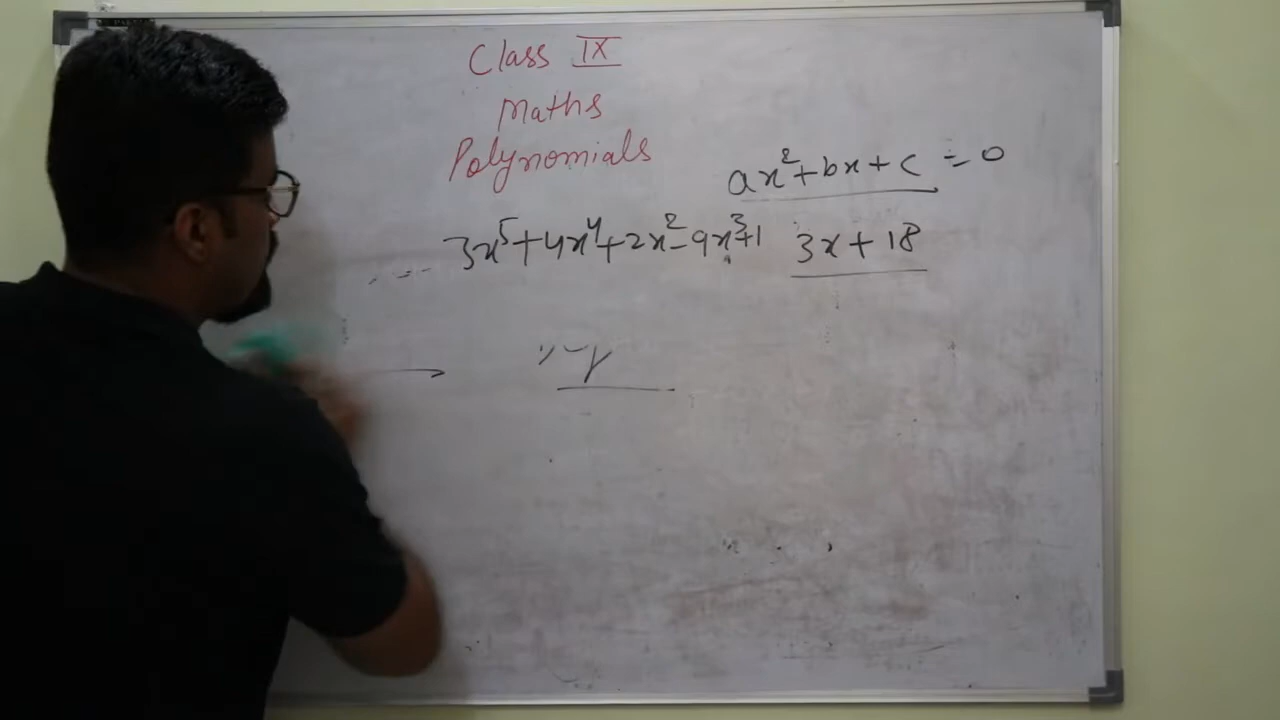 Class IX
Maths
Polynomials
ax²+bx+c = 0
3x⁵+4x⁴+2x²-9x³+1 3x+18